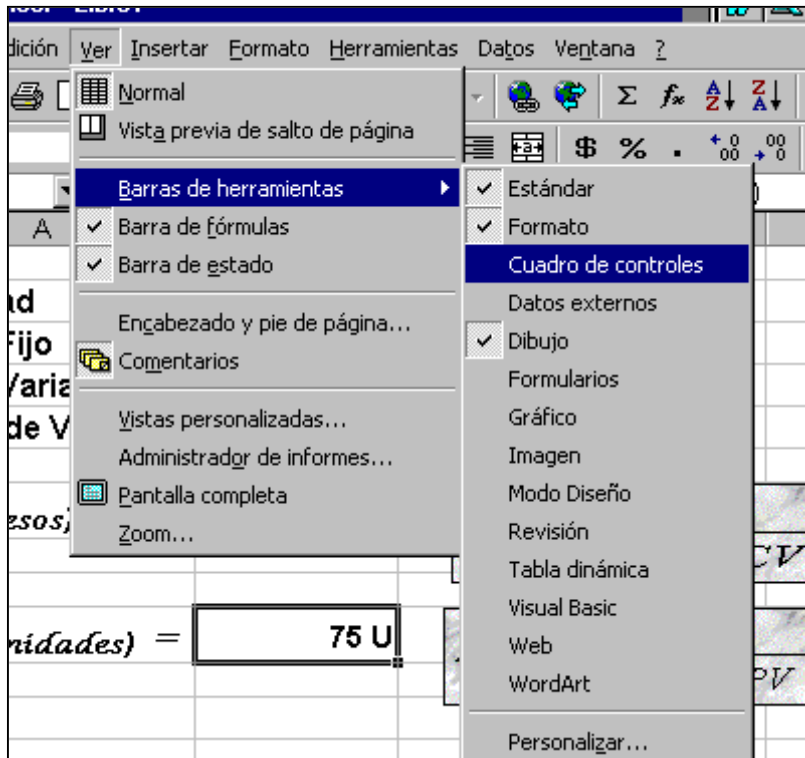 dición Ver Insertar Formato Herramientas Datos Ventana ?
Normal
Vista previa de salto de página
Barras de herramientas
Barra de fórmulas
Barra de estado
Encabezado y pie de página...
Comentarios
Vistas personalizadas...
Administrador de informes...
Pantalla completa
Zoom...
Estándar
Formato
Cuadro de controles
Datos externos
Dibujo
Formularios
Gráfico
Imagen
Modo Diseño
Revisión
Tabla dinámica
Visual Basic
Web
WordArt
Personalizar...
A
ad
Fijo
Varia
de V
esos)
nidades) = 75 U
CV
PV